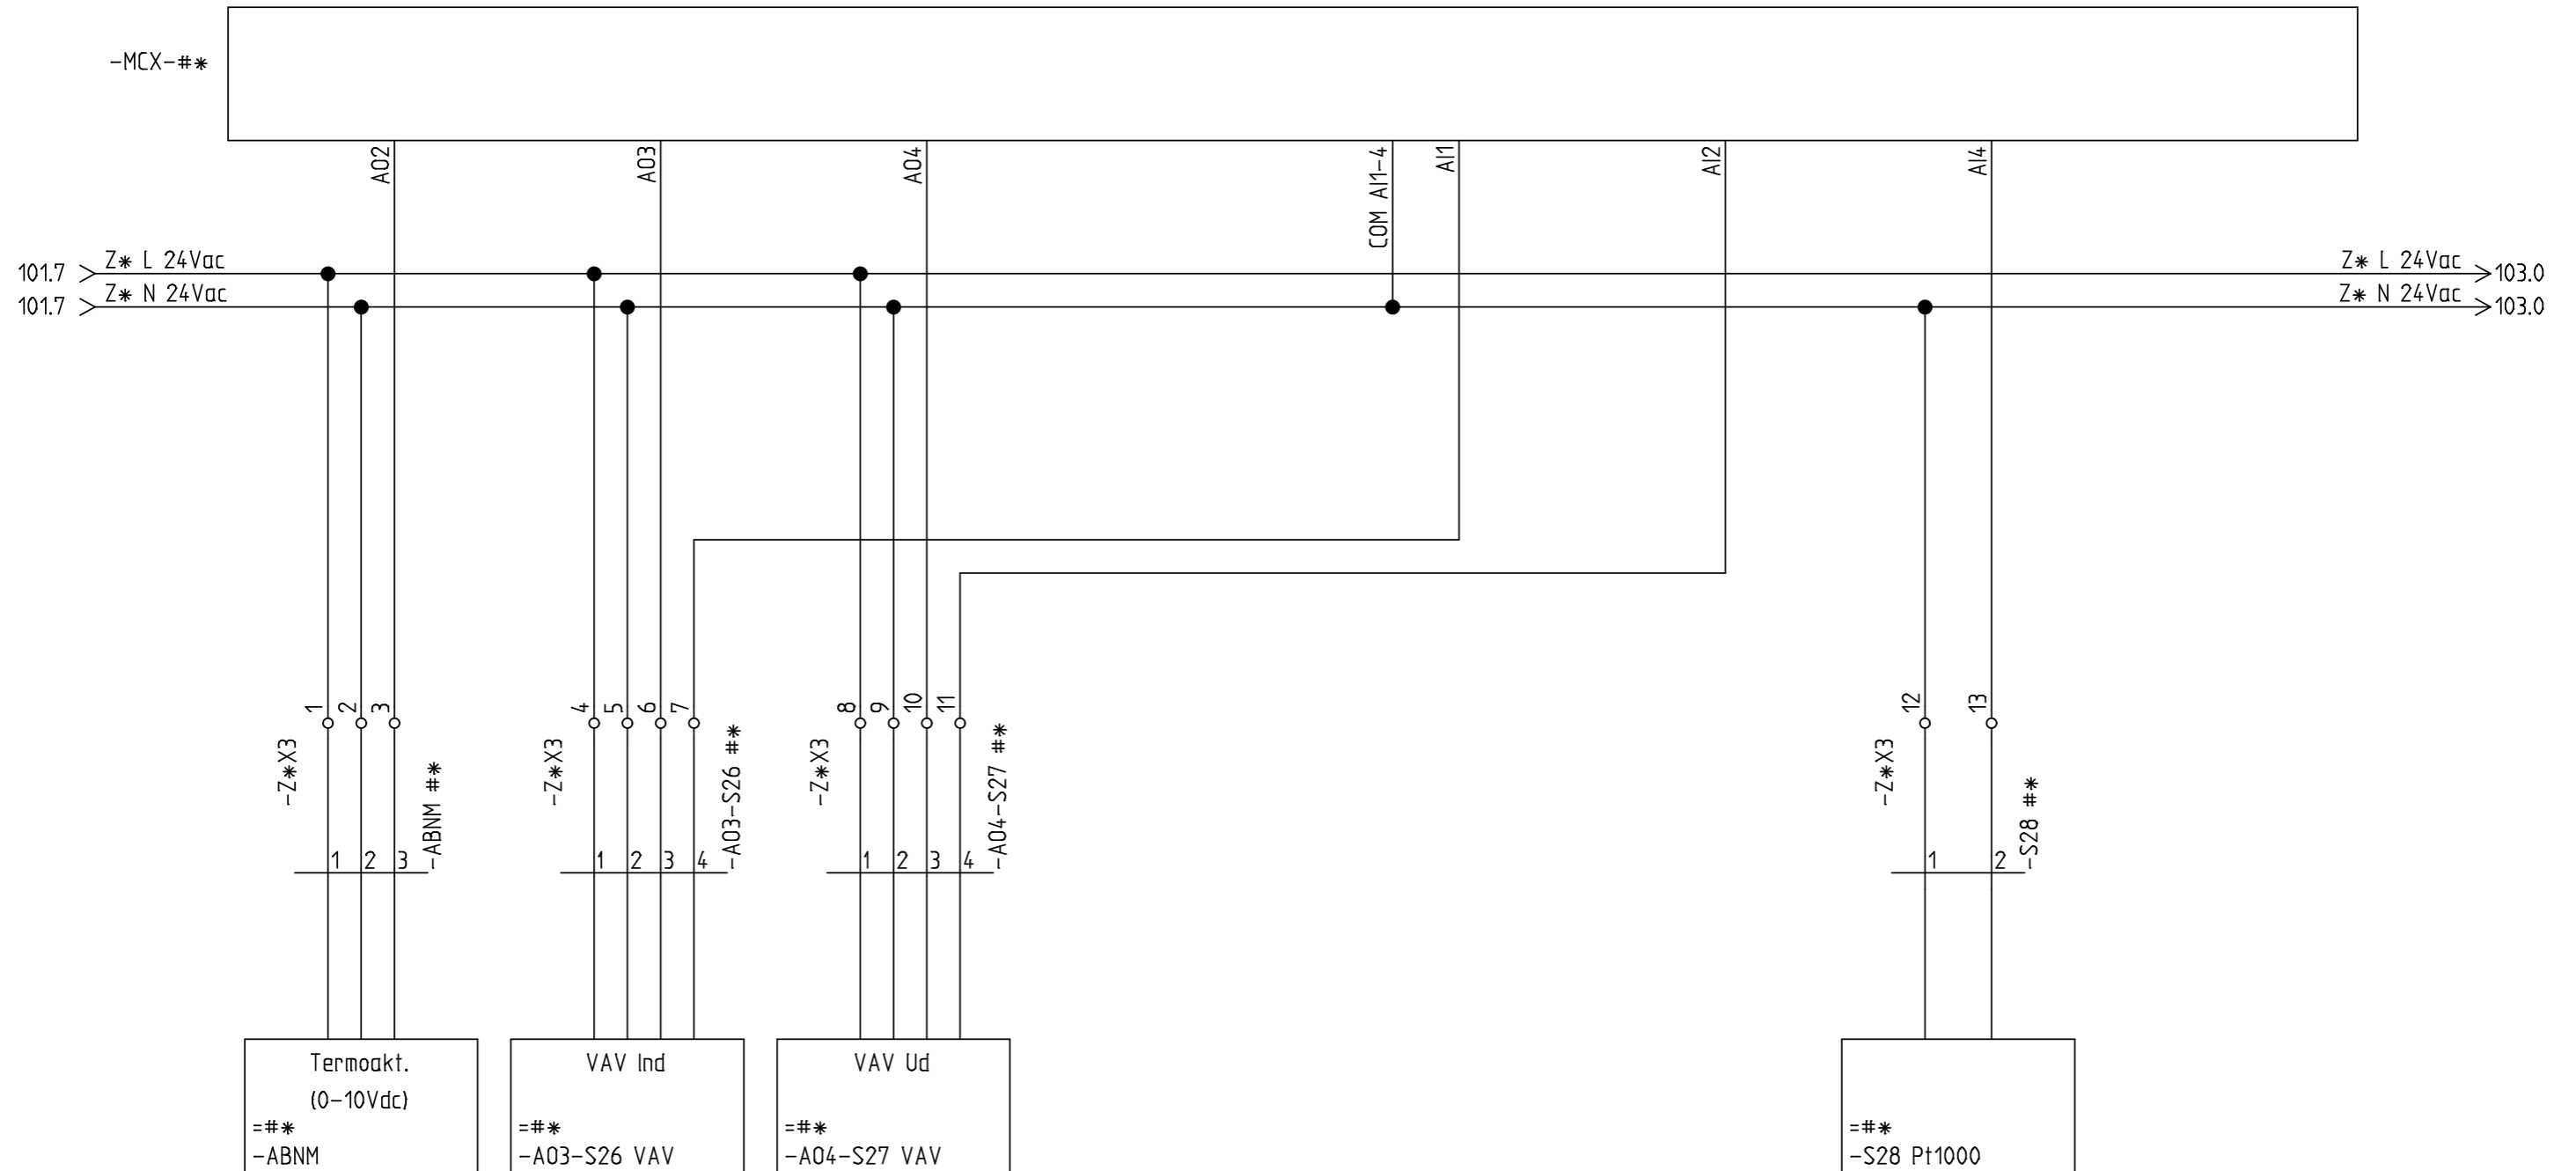 -MCX-#*
AO2
AO3
AO4
COM AI1-4
AI1
AI2
AI4
101.7
Z* L 24Vac
Z* L 24Vac
103.0
101.7
Z* N 24Vac
Z* N 24Vac
103.0
1
2
3
4
5
6
7
8
9
10
11
12
13
-Z*X3
-ABNM #*
-Z*X3
-AO3-S26 #*
-Z*X3
-AO4-S27 #*
-Z*X3
-S28 #*
1
2
3
1
2
3
4
1
2
3
4
1
2
Termoakt.
(0-10Vdc)
=#*
-ABNM
VAV Ind
=#*
-AO3-S26 VAV
VAV Ud
=#*
-AO4-S27 VAV
=#*
-S28 Pt1000